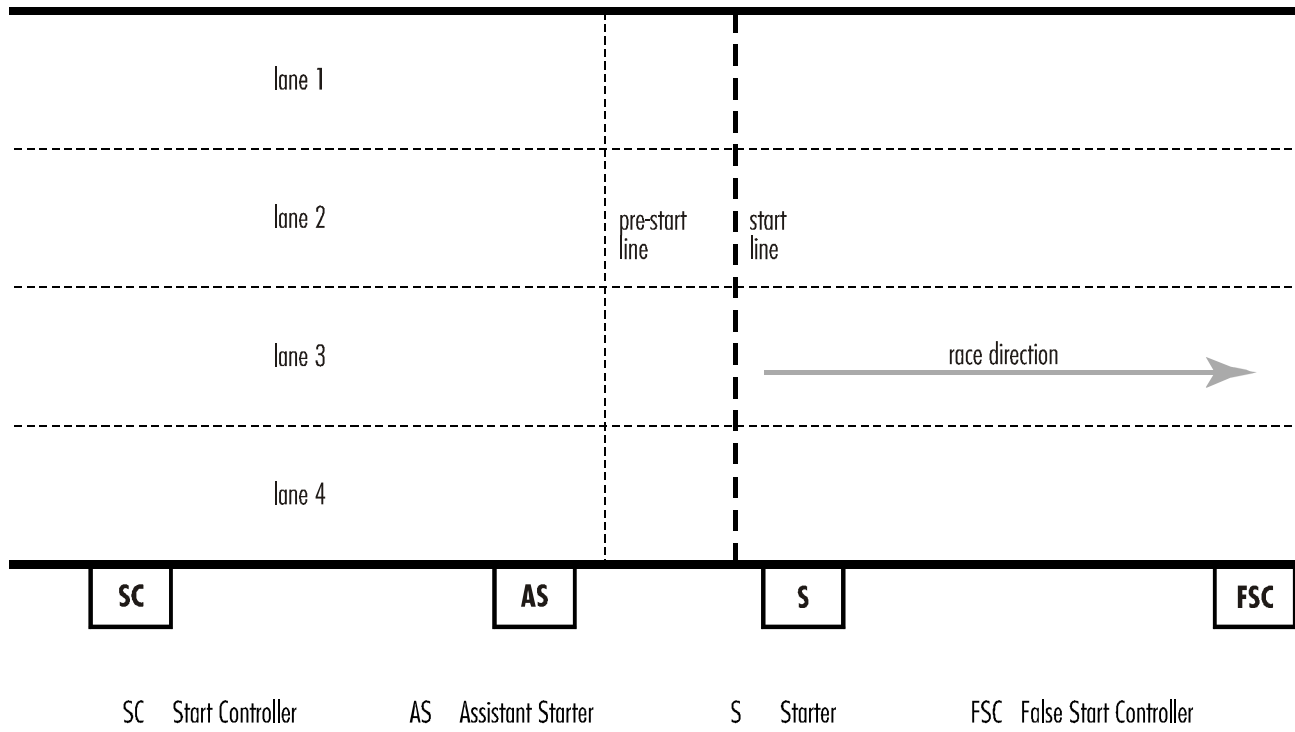 lane 1
lane 2
pre-start
line
start
line
lane 3
race direction
lane 4
SC
AS
S
FSC
SC Start Controller
AS Assistant Starter
S Starter
FSC False Start Controller